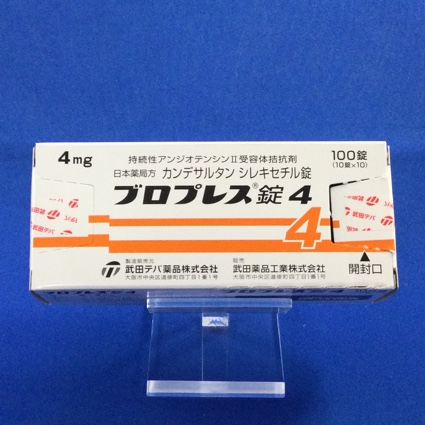 4mg
持続性アンジオテンシンⅡ受容体拮抗剤
日本薬局方 カンデサルタン シレキセチル錠
100錠
(10錠×10)
ブロプレス®錠4
4
製造販売元
武田テバ薬品株式会社
大阪市中央区道修町四丁目1番1号
販売
武田薬品工業株式会社
大阪市中央区道修町四丁目1番1号
▲
開封口
武田テバ